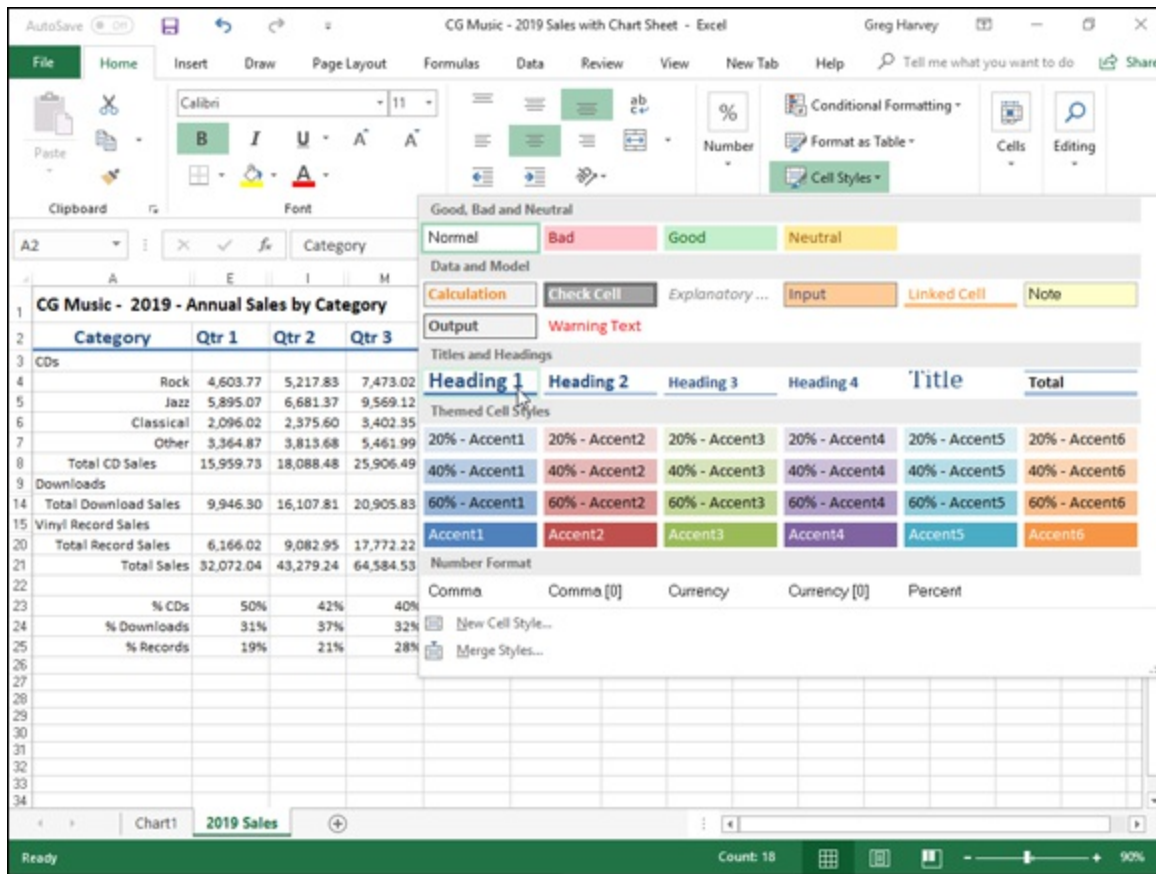 AutoSave Off CG Music - 2019 Sales with Chart Sheet - Excel Greg Harvey
File Home Insert Draw Page Layout Formulas Data Review View New Tab Help Tell me what you want to do Share
Calibri 11 ab % Conditional Formatting
Paste B I U A A Number Format as Table Cells Editing
A Cell Styles
Clipboard Font
A2 fx Category
Good, Bad and Neutral
Normal Bad Good Neutral
Data and Model
Calculation Check Cell Explanatory ... Input Linked Cell Note
Output Warning Text
Titles and Headings
Heading 1 Heading 2 Heading 3 Heading 4 Title Total
Themed Cell Styles
20% - Accent1 20% - Accent2 20% - Accent3 20% - Accent4 20% - Accent5 20% - Accent6
40% - Accent1 40% - Accent2 40% - Accent3 40% - Accent4 40% - Accent5 40% - Accent6
60% - Accent1 60% - Accent2 60% - Accent3 60% - Accent4 60% - Accent5 60% - Accent6
Accent1 Accent2 Accent3 Accent4 Accent5 Accent6
Number Format
Comma Comma [0] Currency Currency [0] Percent
New Cell Style...
Merge Styles...
A E I M
1 CG Music - 2019 - Annual Sales by Category
2 Category Qtr 1 Qtr 2 Qtr 3
3 CDs
4 Rock 4,603.77 5,217.83 7,473.02
5 Jazz 5,895.07 6,681.37 9,569.12
6 Classical 2,096.02 2,375.60 3,402.35
7 Other 3,364.87 3,813.68 5,461.99
8 Total CD Sales 15,959.73 18,088.48 25,906.49
9 Downloads
14 Total Download Sales 9,946.30 16,107.81 20,905.83
15 Vinyl Record Sales
20 Total Record Sales 6,166.02 9,082.95 17,772.22
21 Total Sales 32,072.04 43,279.24 64,584.53
22
23 % CDs 50% 42% 40%
24 % Downloads 31% 37% 32%
25 % Records 19% 21% 28%
26
27
28
29
30
31
32
33
34
Chart1 2019 Sales
Ready Count: 18 90%